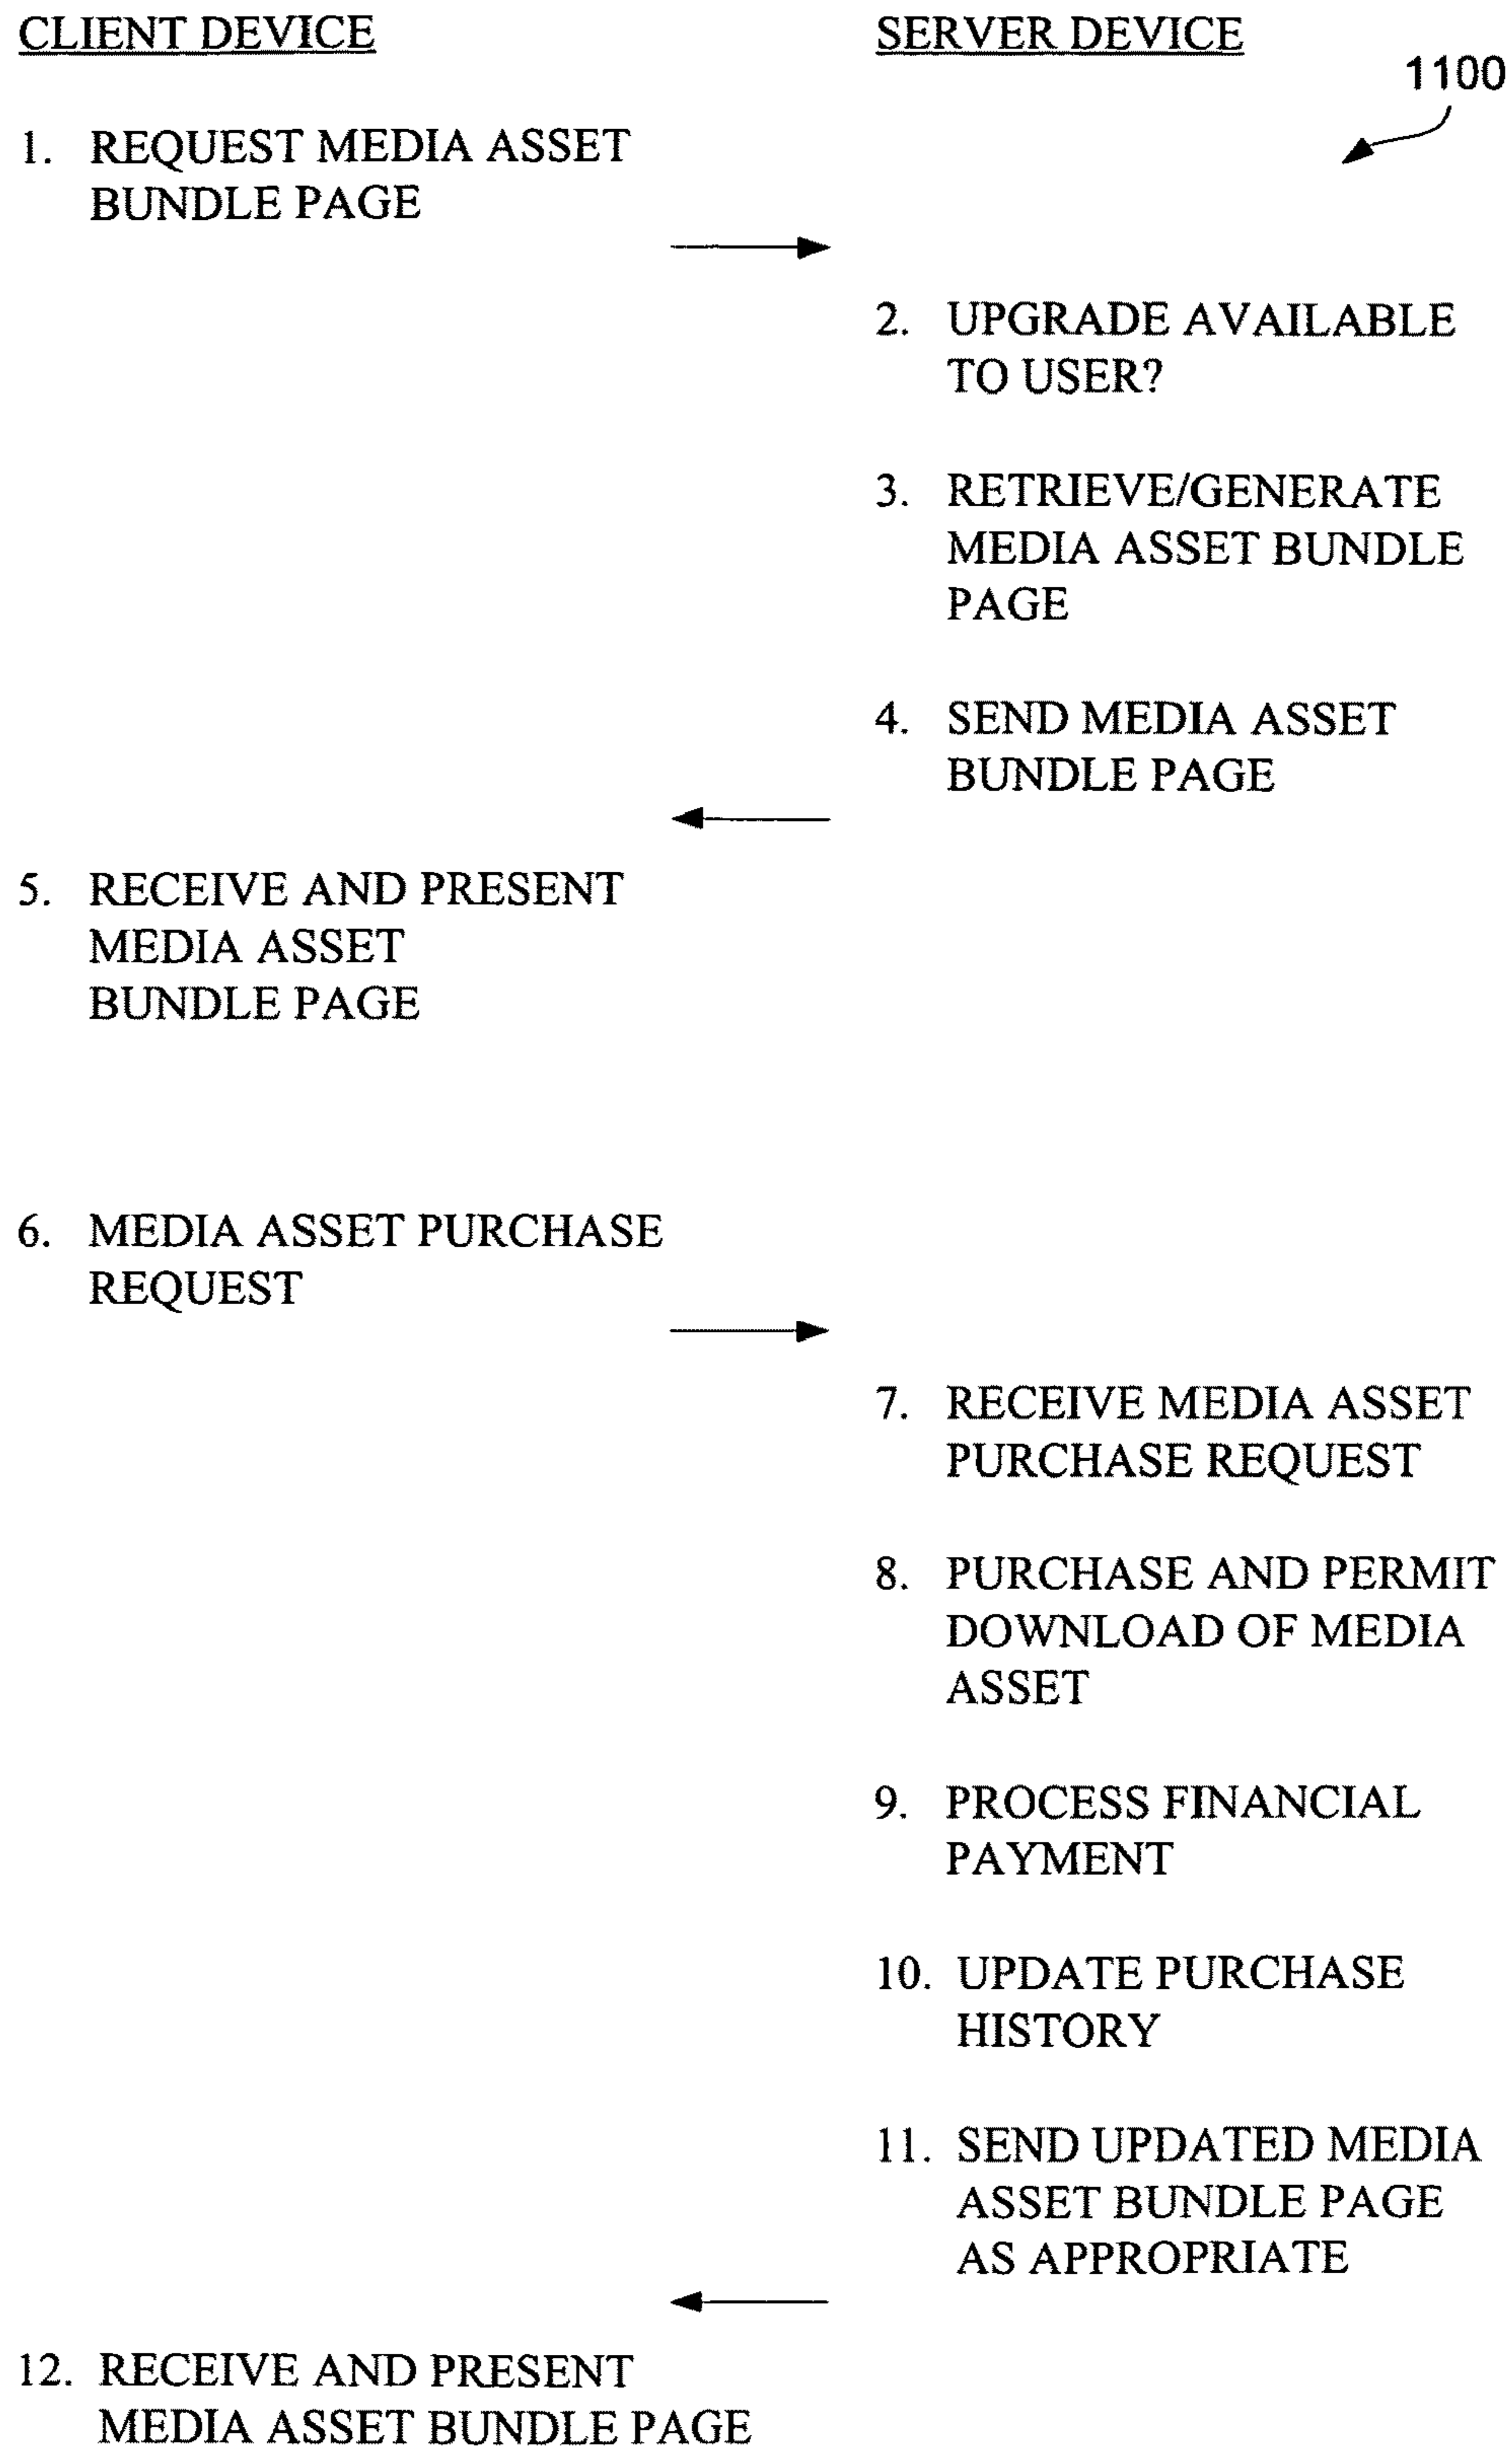 CLIENT DEVICE
SERVER DEVICE
1100
1. REQUEST MEDIA ASSET
BUNDLE PAGE
2. UPGRADE AVAILABLE
TO USER?
3. RETRIEVE/GENERATE
MEDIA ASSET BUNDLE
PAGE
4. SEND MEDIA ASSET
BUNDLE PAGE
5. RECEIVE AND PRESENT
MEDIA ASSET
BUNDLE PAGE
6. MEDIA ASSET PURCHASE
REQUEST
7. RECEIVE MEDIA ASSET
PURCHASE REQUEST
8. PURCHASE AND PERMIT
DOWNLOAD OF MEDIA
ASSET
9. PROCESS FINANCIAL
PAYMENT
10. UPDATE PURCHASE
HISTORY
11. SEND UPDATED MEDIA
ASSET BUNDLE PAGE
AS APPROPRIATE
12. RECEIVE AND PRESENT
MEDIA ASSET BUNDLE PAGE